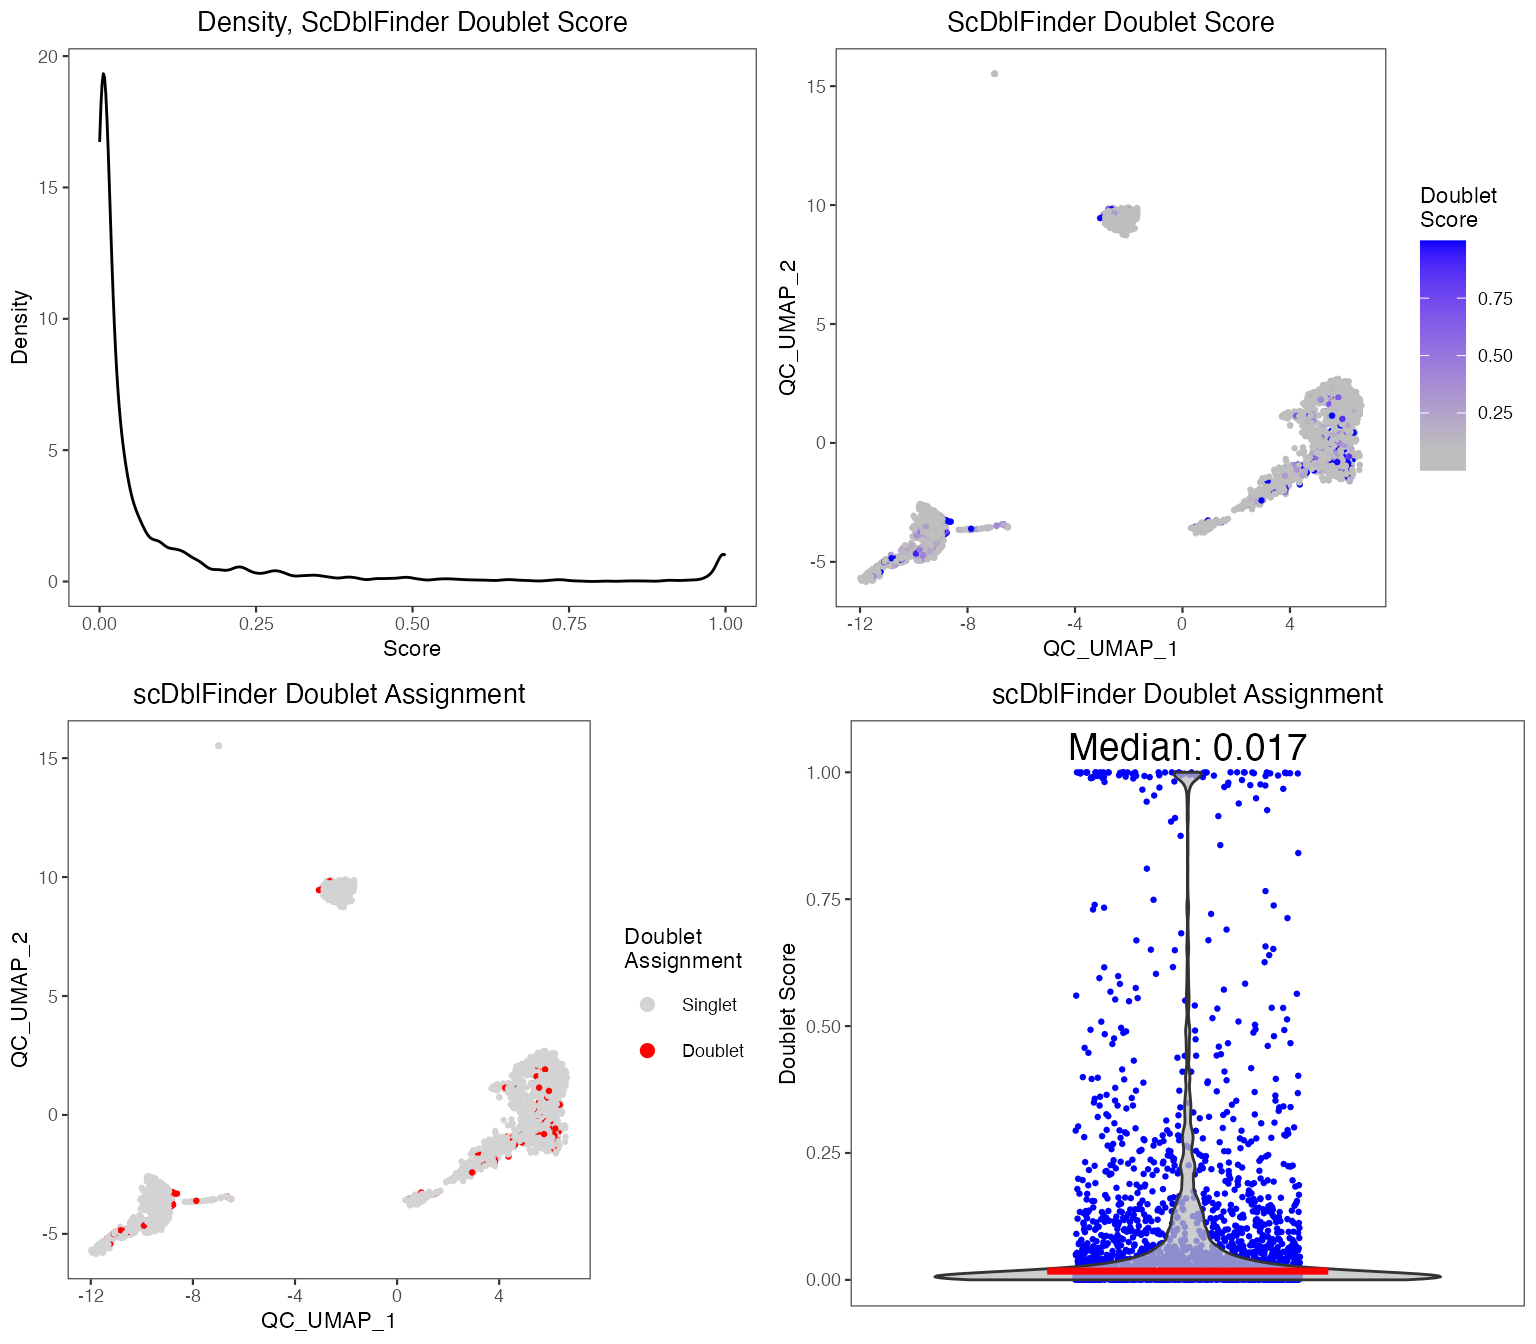 Density, ScDblFinder Doublet Score
20
15
10
5
0
Density
0.00
0.25
0.50
0.75
1.00
Score
ScDblFinder Doublet Score
15
10
5
0
-5
QC_UMAP_2
-12
-8
-4
0
4
QC_UMAP_1
Doublet
Score
0.75
0.50
0.25
scDblFinder Doublet Assignment
15
10
5
0
-5
QC_UMAP_2
-12
-8
-4
0
4
QC_UMAP_1
Doublet
Assignment
Singlet
Doublet
scDblFinder Doublet Assignment
Median: 0.017
1.00
0.75
0.50
0.25
0.00
Doublet Score